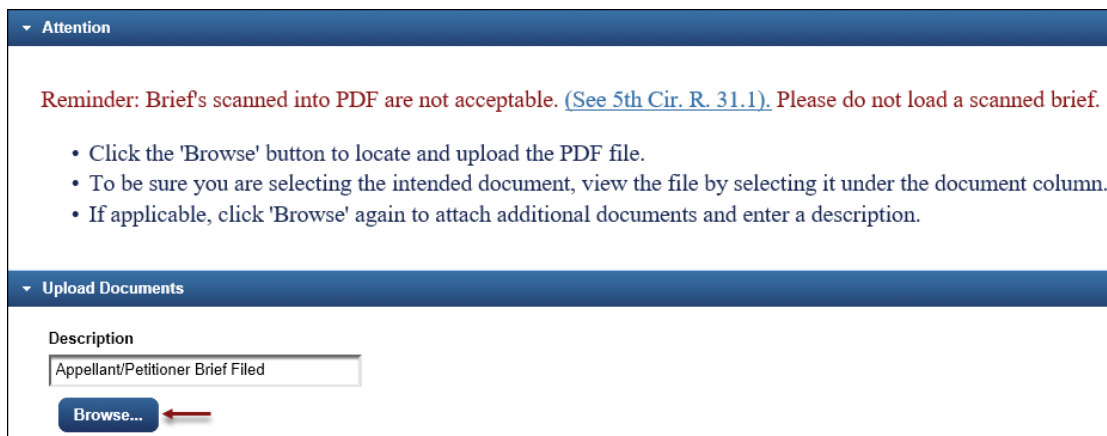 Attention
Reminder: Brief's scanned into PDF are not acceptable. (See 5th Cir. R. 31.1). Please do not load a scanned brief.
• Click the 'Browse' button to locate and upload the PDF file.
• To be sure you are selecting the intended document, view the file by selecting it under the document column.
• If applicable, click 'Browse' again to attach additional documents and enter a description.
Upload Documents
Description
Appellant/Petitioner Brief Filed
Browse...